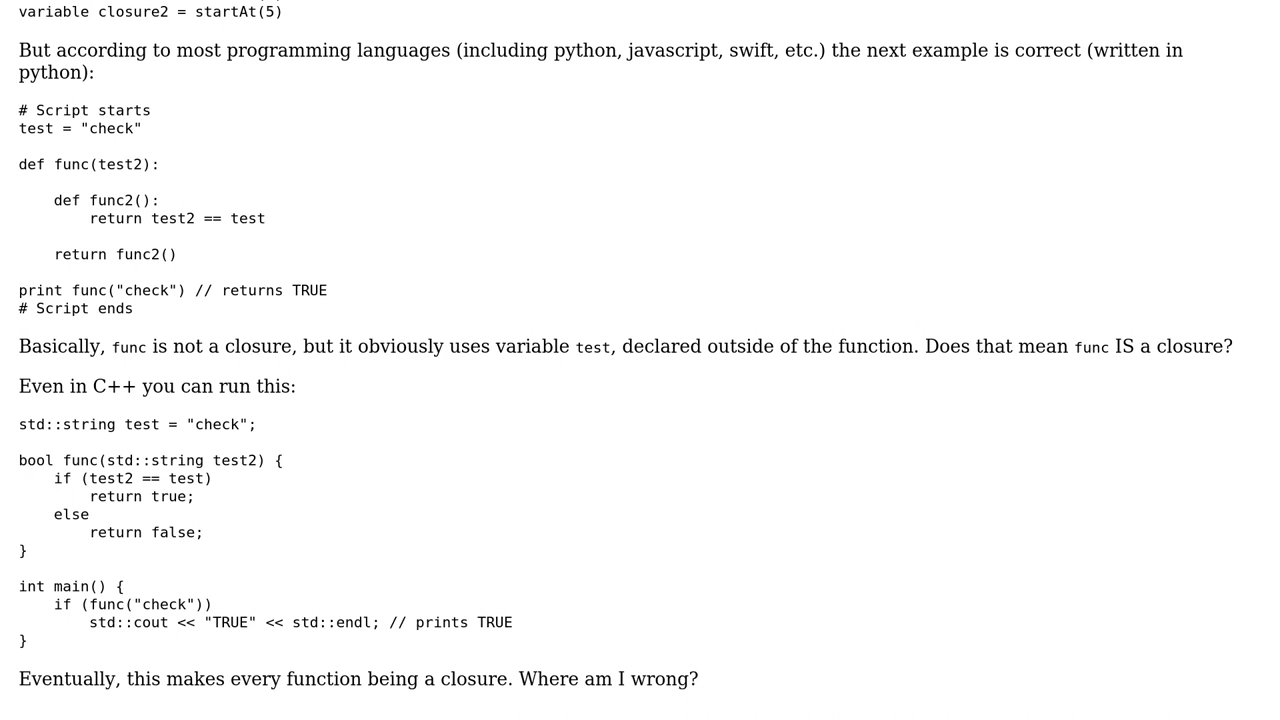 variable closure2 = startAt(5)
But according to most programming languages (including python, javascript, swift, etc.) the next example is correct (written in
python):
# Script starts
test = "check"
def func(test2):
    def func2():
        return test2 == test
    return func2()
print func("check") // returns TRUE
# Script ends
Basically, func is not a closure, but it obviously uses variable test, declared outside of the function. Does that mean func IS a closure?
Even in C++ you can run this:
std::string test = "check";
bool func(std::string test2) {
    if (test2 == test)
        return true;
    else
        return false;
}
int main() {
    if (func("check"))
        std::cout << "TRUE" << std::endl; // prints TRUE
}
Eventually, this makes every function being a closure. Where am I wrong?